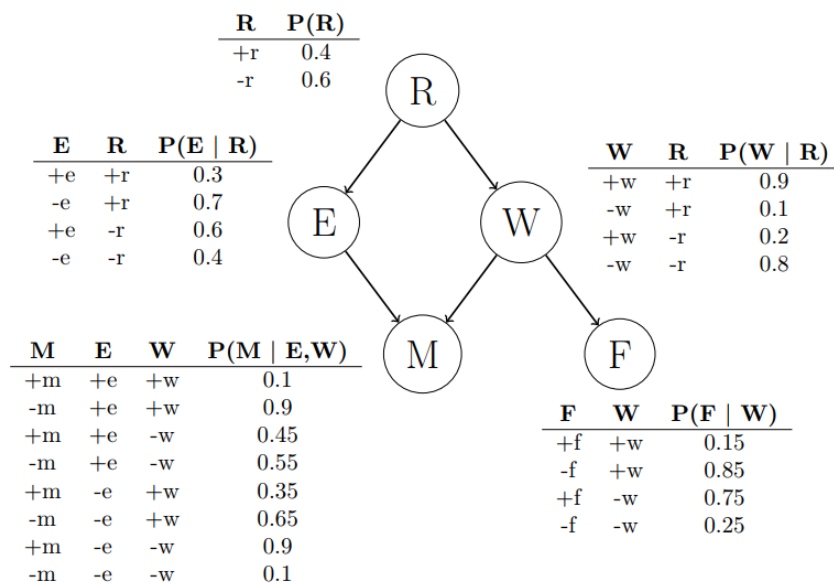 R P(R)
+r 0.4
-r 0.6
R
E R P(E | R)
+e +r 0.3
-e +r 0.7
+e -r 0.6
-e -r 0.4
W R P(W | R)
+w +r 0.9
-w +r 0.1
+w -r 0.2
-w -r 0.8
E
W
M E W P(M | E,W)
+m +e +w 0.1
-m +e +w 0.9
+m +e -w 0.45
-m +e -w 0.55
+m -e +w 0.35
-m -e +w 0.65
+m -e -w 0.9
-m -e -w 0.1
M
F
F W P(F | W)
+f +w 0.15
-f +w 0.85
+f -w 0.75
-f -w 0.25